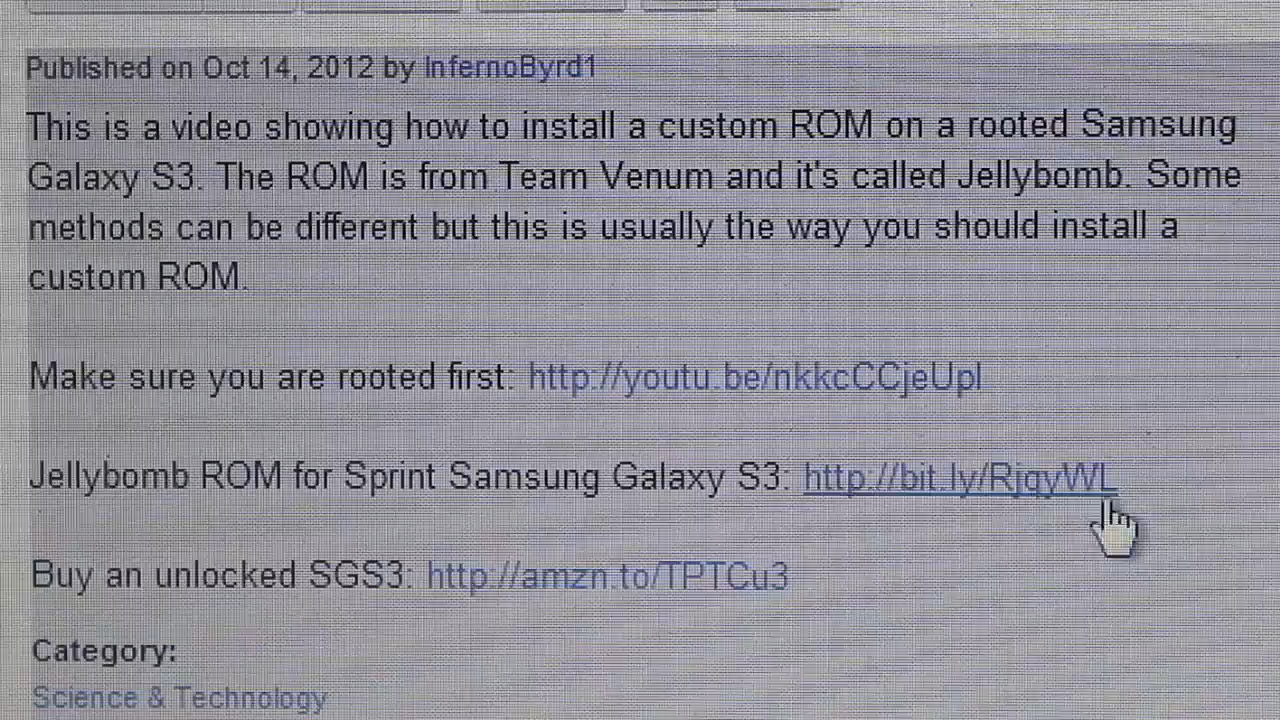 Published on Oct 14, 2012 by InfernoByrd1
This is a video showing how to install a custom ROM on a rooted Samsung
Galaxy S3. The ROM is from Team Venum and it's called Jellybomb. Some
methods can be different but this is usually the way you should install a
custom ROM.
Make sure you are rooted first: http://youtu.be/nkkcCCjeUpI
Jellybomb ROM for Sprint Samsung Galaxy S3: http://bit.ly/RjqyWL
Buy an unlocked SGS3: http://amzn.to/TPTCu3
Category:
Science & Technology